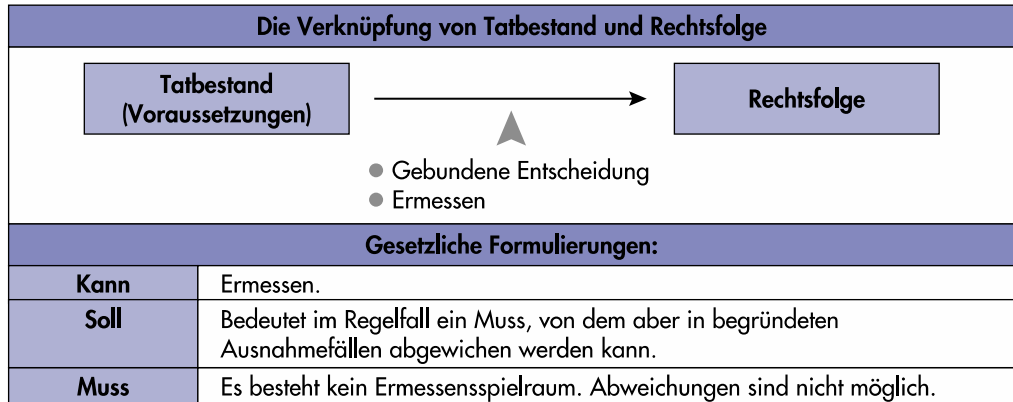 Die Verknüpfung von Tatbestand und Rechtsfolge
Tatbestand
(Voraussetzungen)
Rechtsfolge
● Gebundene Entscheidung
● Ermessen
Gesetzliche Formulierungen:
Kann Ermessen.
Soll Bedeutet im Regelfall ein Muss, von dem aber in begründeten
Ausnahmefällen abgewichen werden kann.
Muss Es besteht kein Ermessensspielraum. Abweichungen sind nicht möglich.